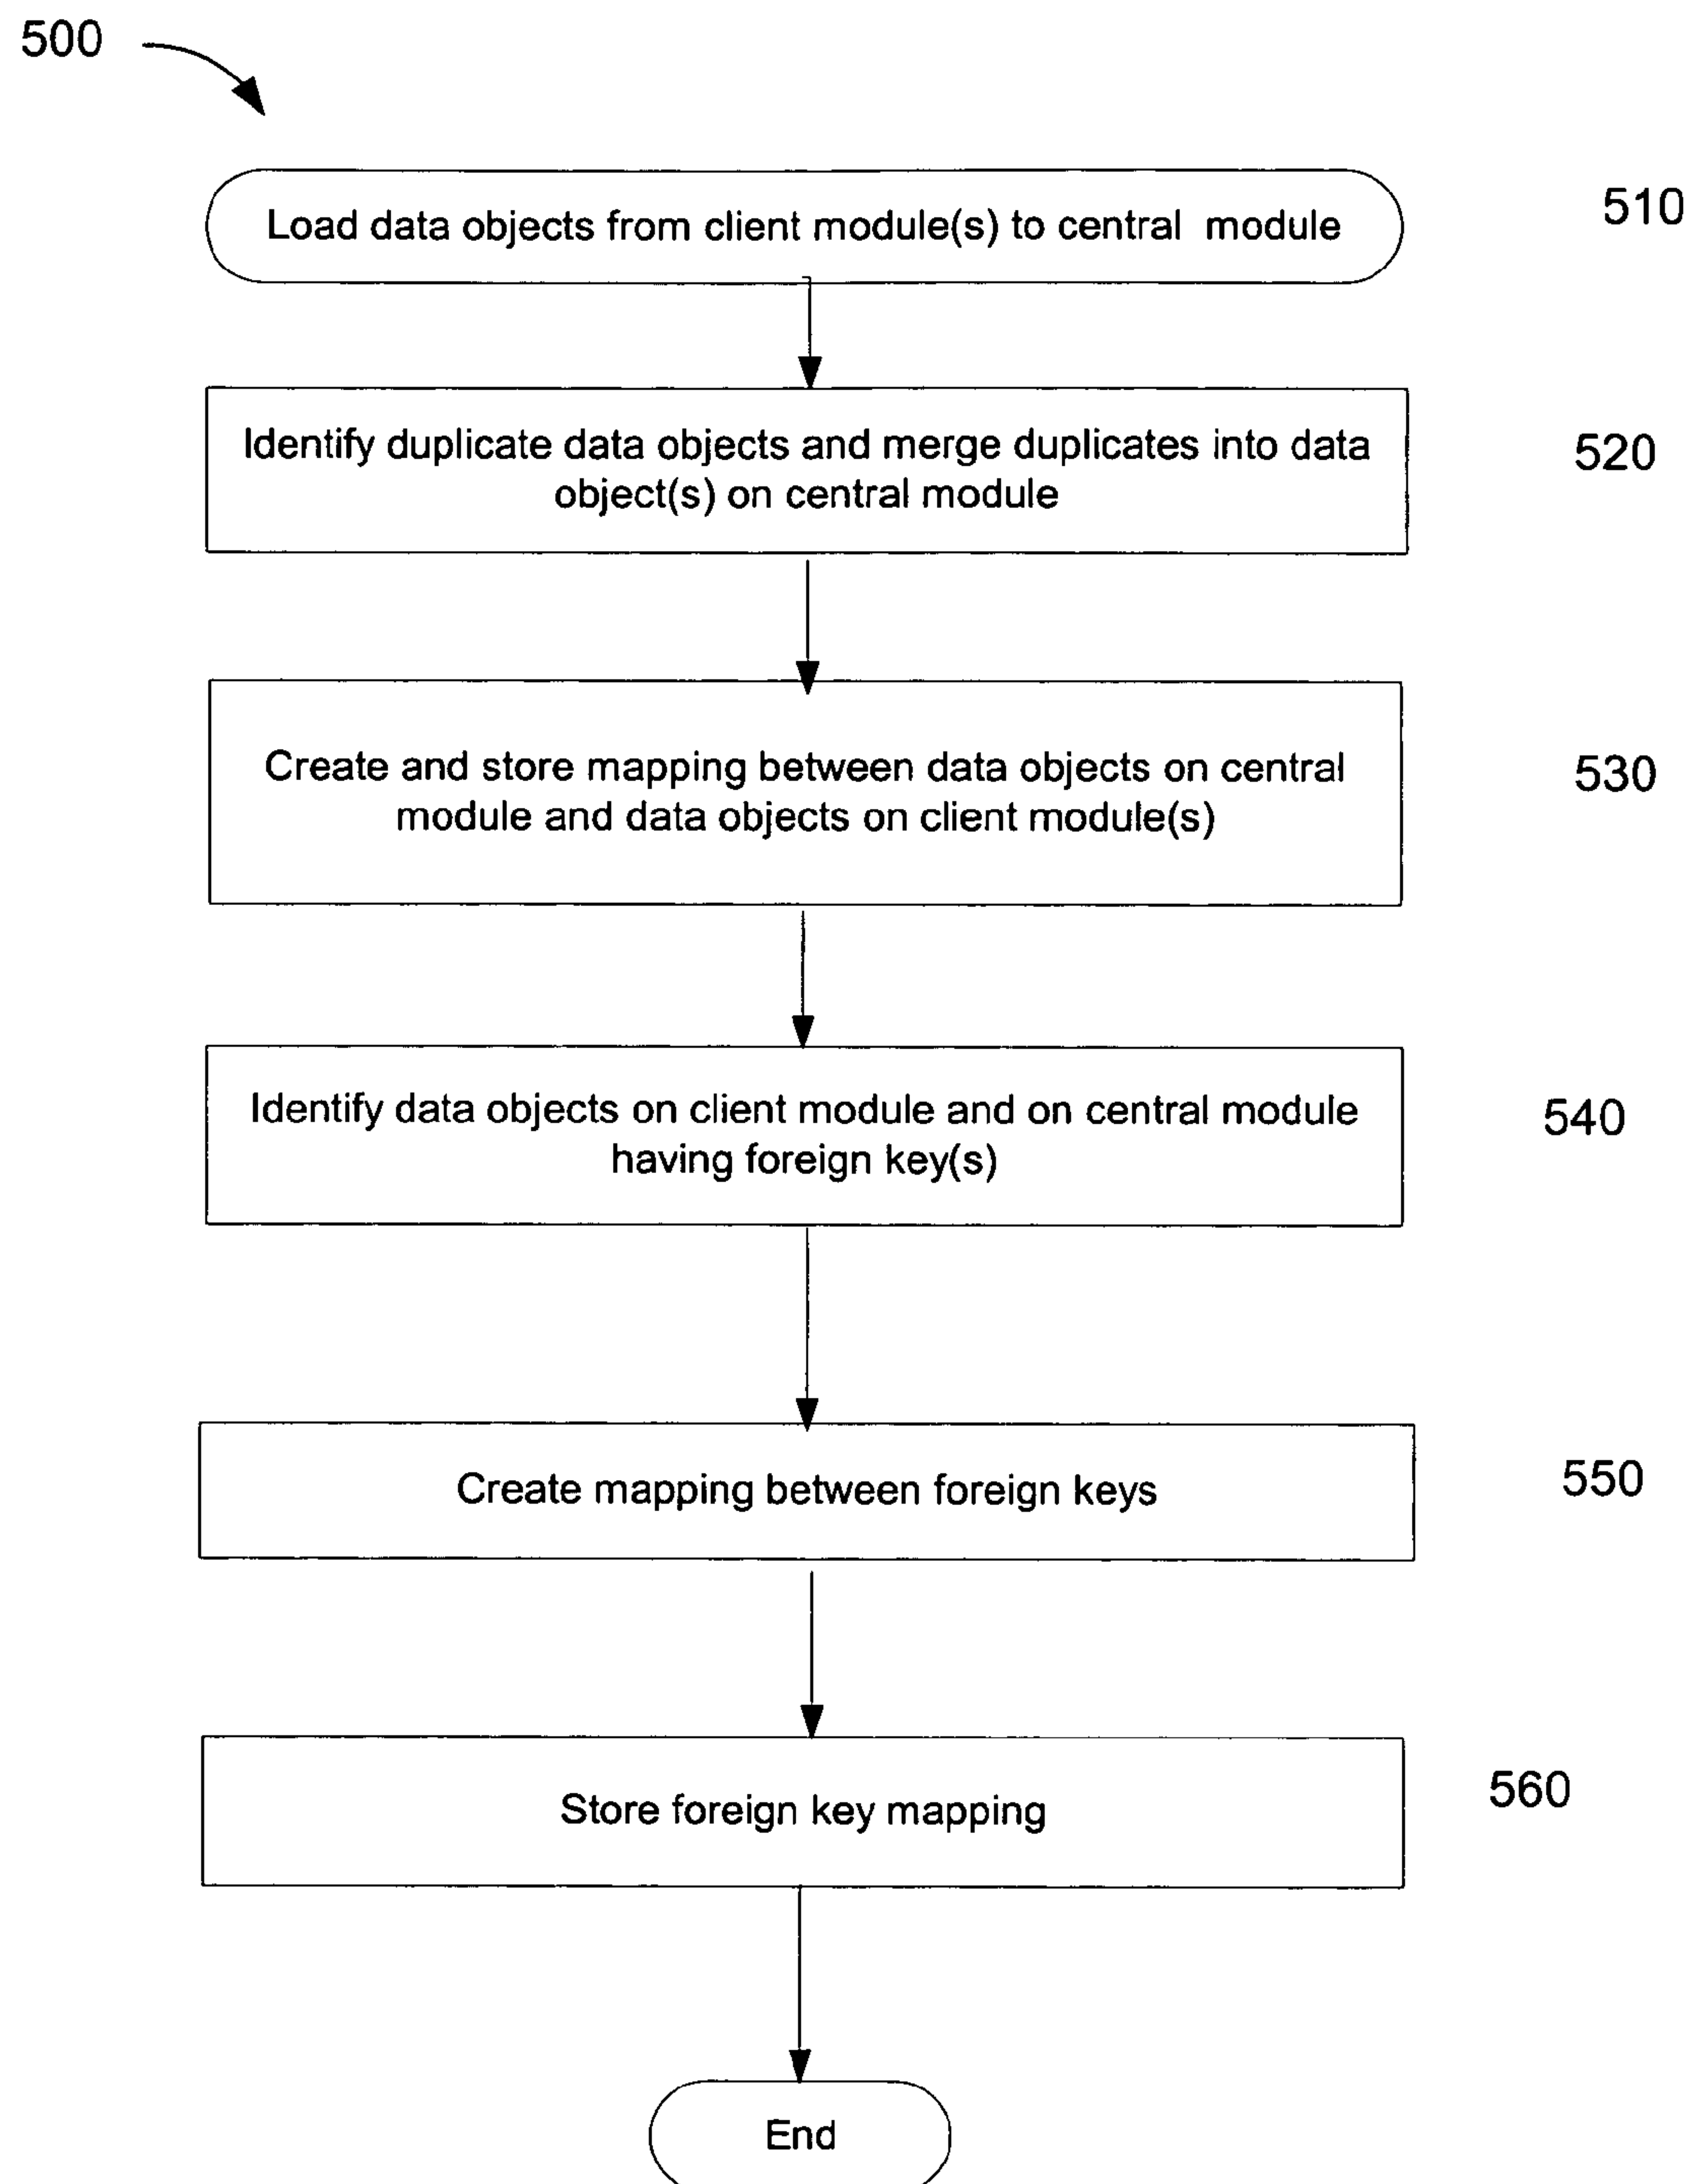 500
Load data objects from client module(s) to central module
510
Identify duplicate data objects and merge duplicates into data
object(s) on central module
520
Create and store mapping between data objects on central
module and data objects on client module(s)
530
Identify data objects on client module and on central module
having foreign key(s)
540
Create mapping between foreign keys
550
Store foreign key mapping
560
End